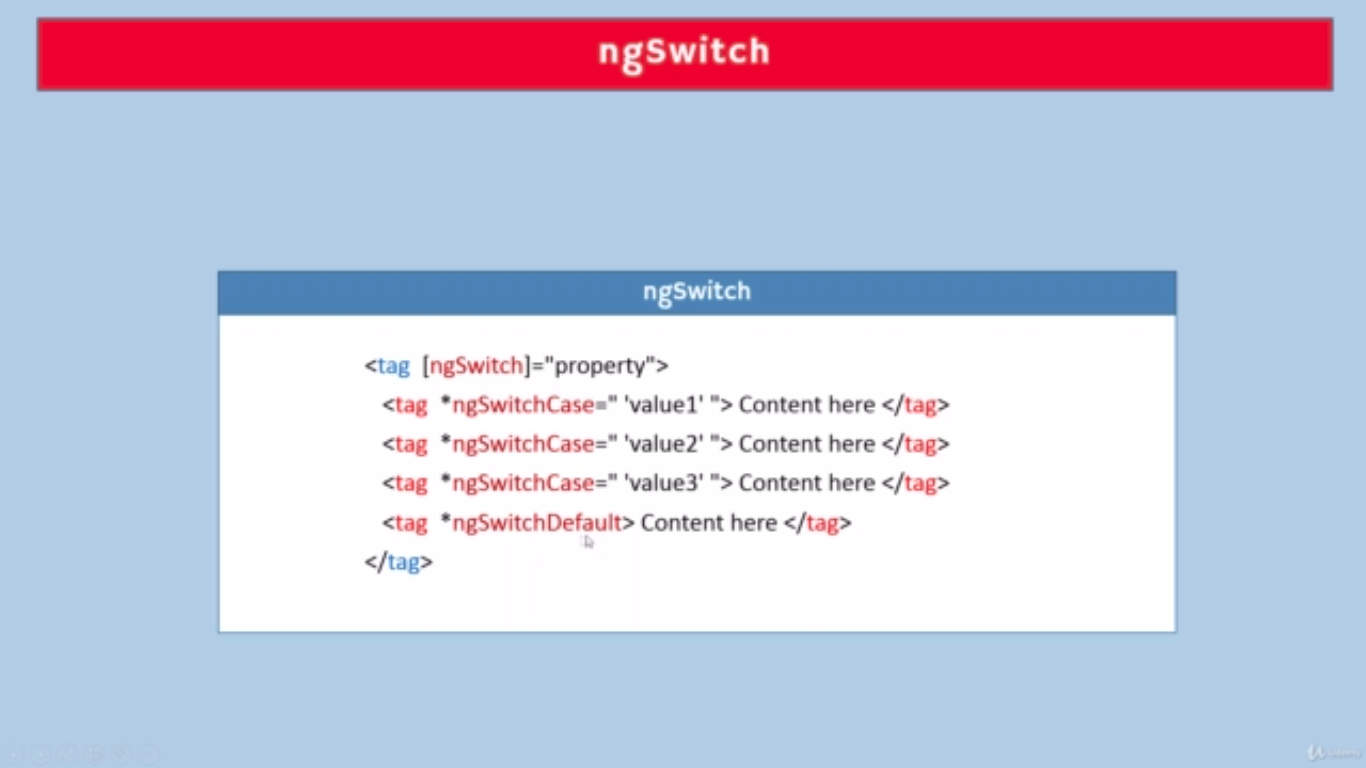 ngSwitch
ngSwitch
<tag [ngSwitch]="property">
<tag *ngSwitchCase=" 'value1' "> Content here </tag>
<tag *ngSwitchCase=" 'value2' "> Content here </tag>
<tag *ngSwitchCase=" 'value3' "> Content here </tag>
<tag *ngSwitchDefault> Content here </tag>
</tag>